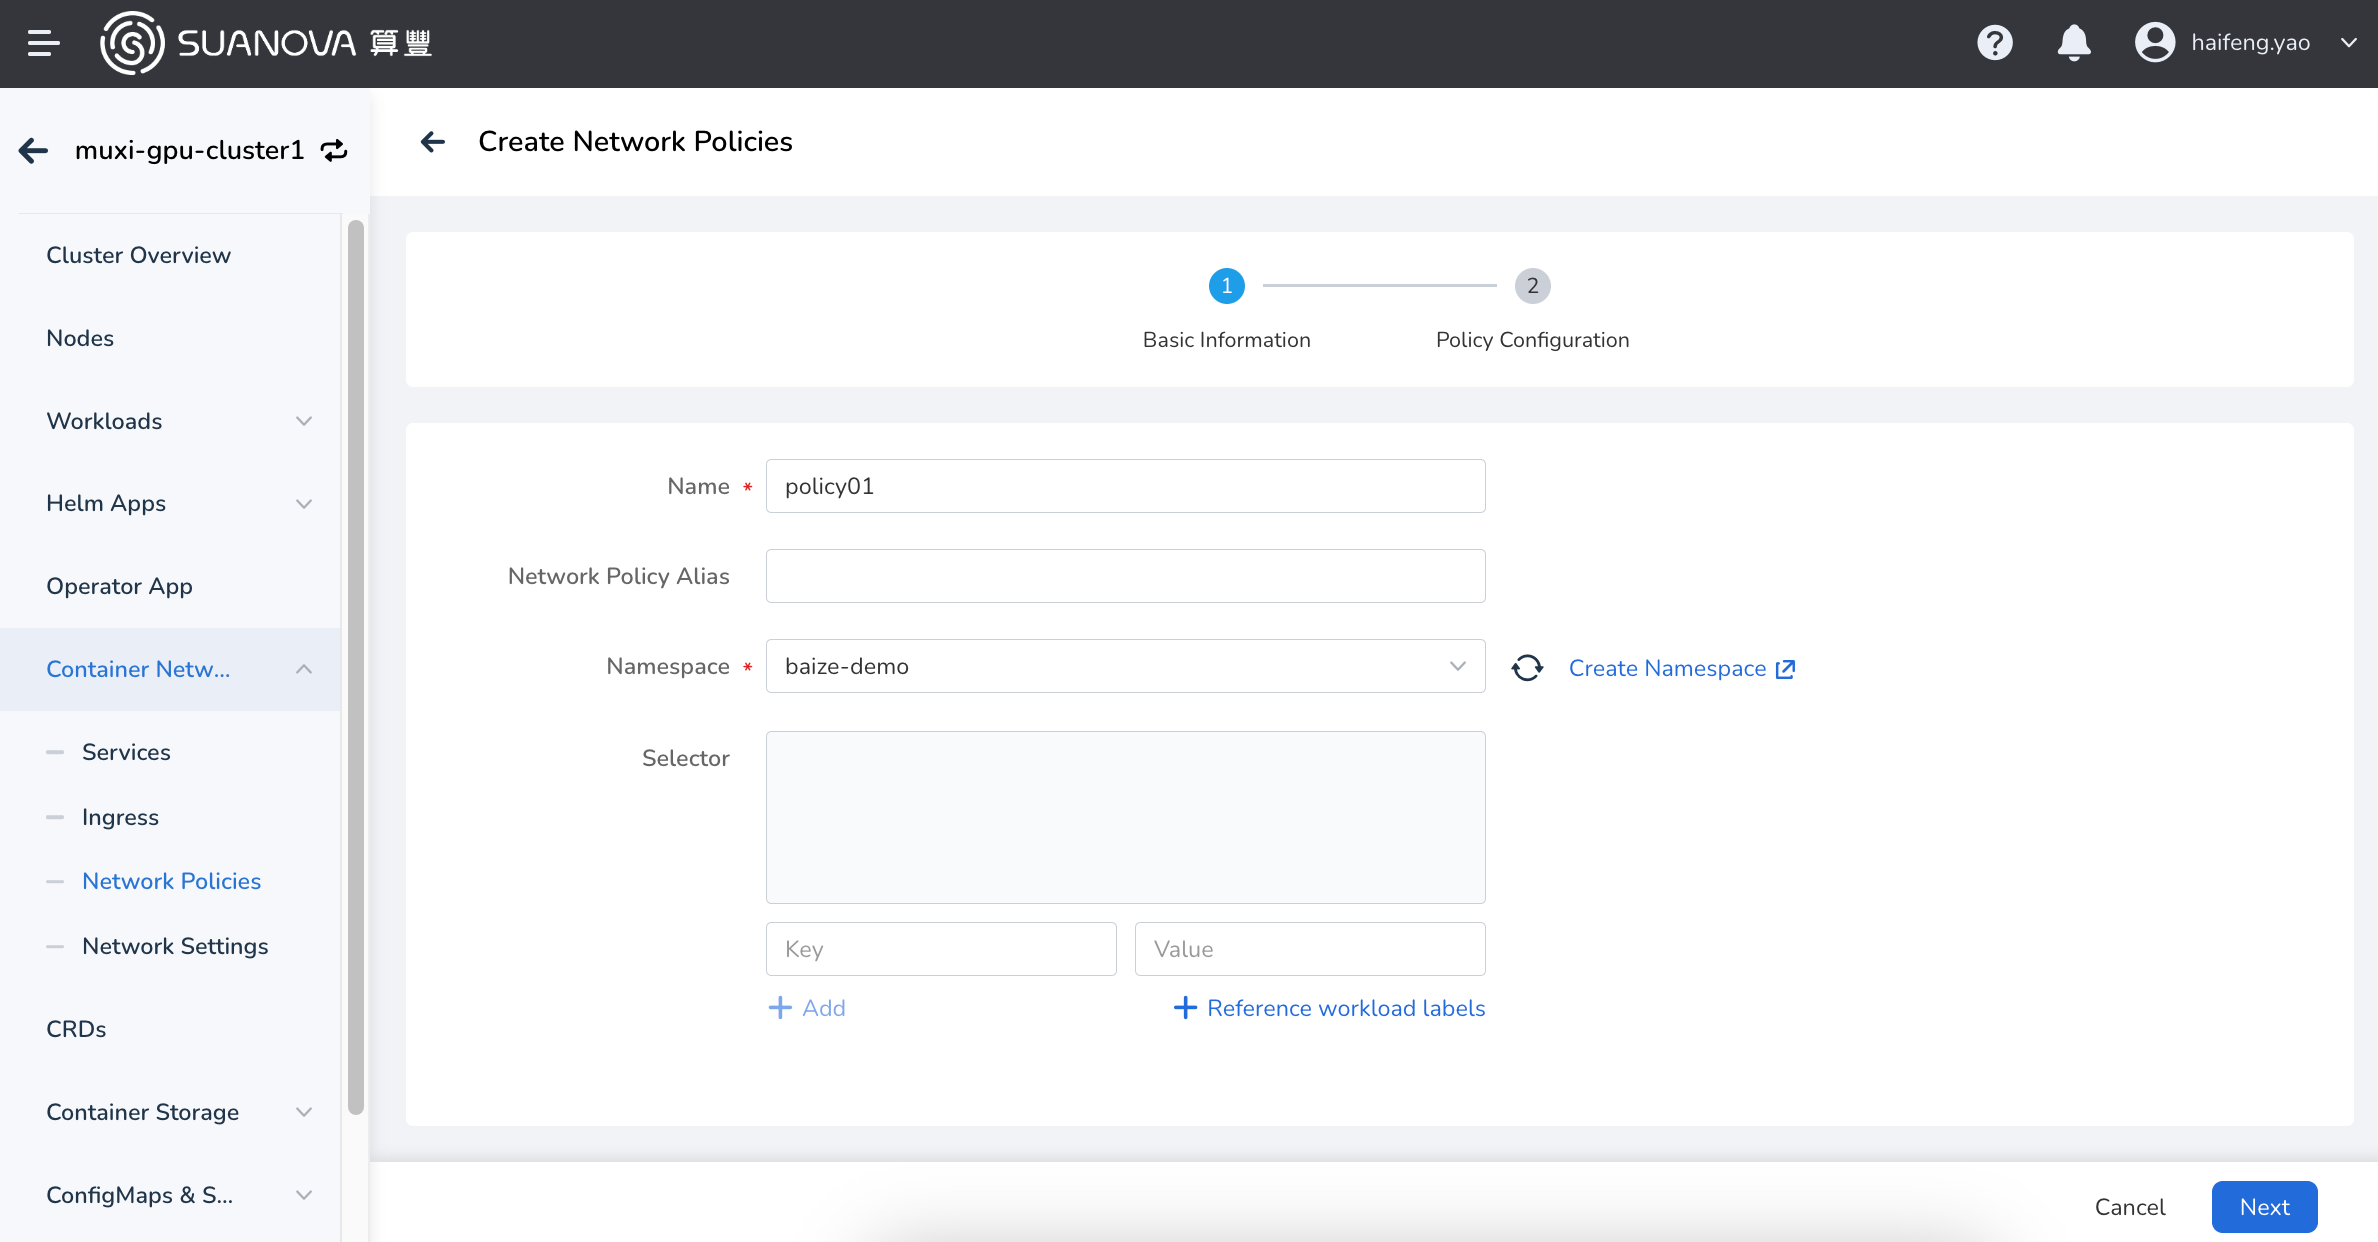 SUANOVA 算豐
haifeng.yao
muxi-gpu-cluster1
Cluster Overview
Nodes
Workloads
Helm Apps
Operator App
Container Netw...
Services
Ingress
Network Policies
Network Settings
CRDs
Container Storage
ConfigMaps & S...
Create Network Policies
1
2
Basic Information
Policy Configuration
Name *
policy01
Network Policy Alias
Namespace *
baize-demo
Create Namespace
Selector
Key
Value
Add
Reference workload labels
Cancel
Next